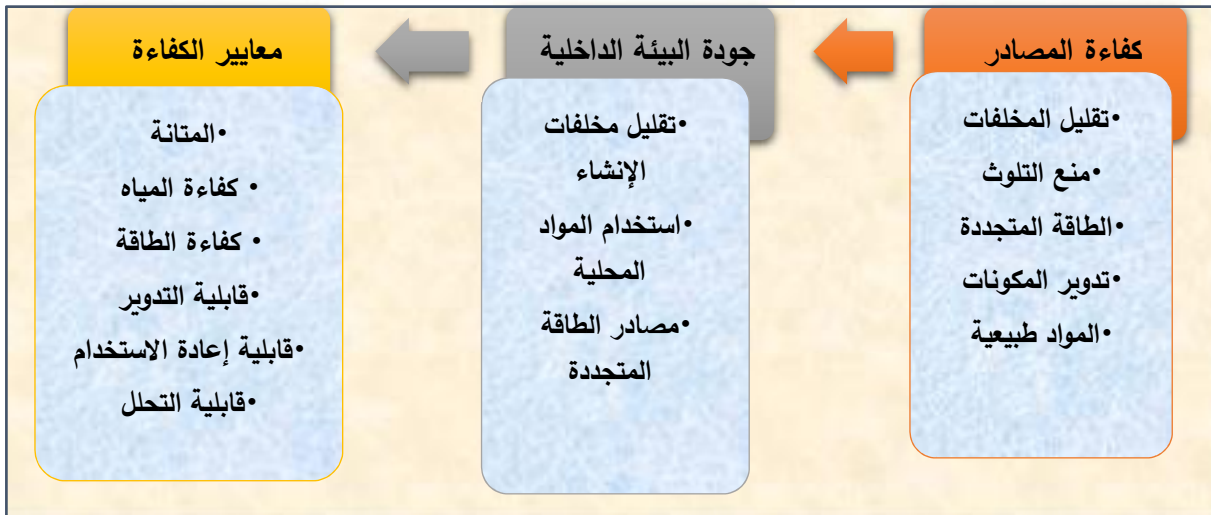 كفاءة المصادر
•تقليل المخلفات
•منع التلوث
•الطاقة المتجددة
•تدوير المكونات
•المواد طبيعية
جودة البيئة الداخلية
•تقليل مخلفات
الإنشاء
•استخدام المواد
المحلية
•مصادر الطاقة
المتجددة
معايير الكفاءة
•المتانة
• كفاءة المياه
• كفاءة الطاقة
•قابلية التدوير
•قابلية إعادة الاستخدام
•قابلية التحلل